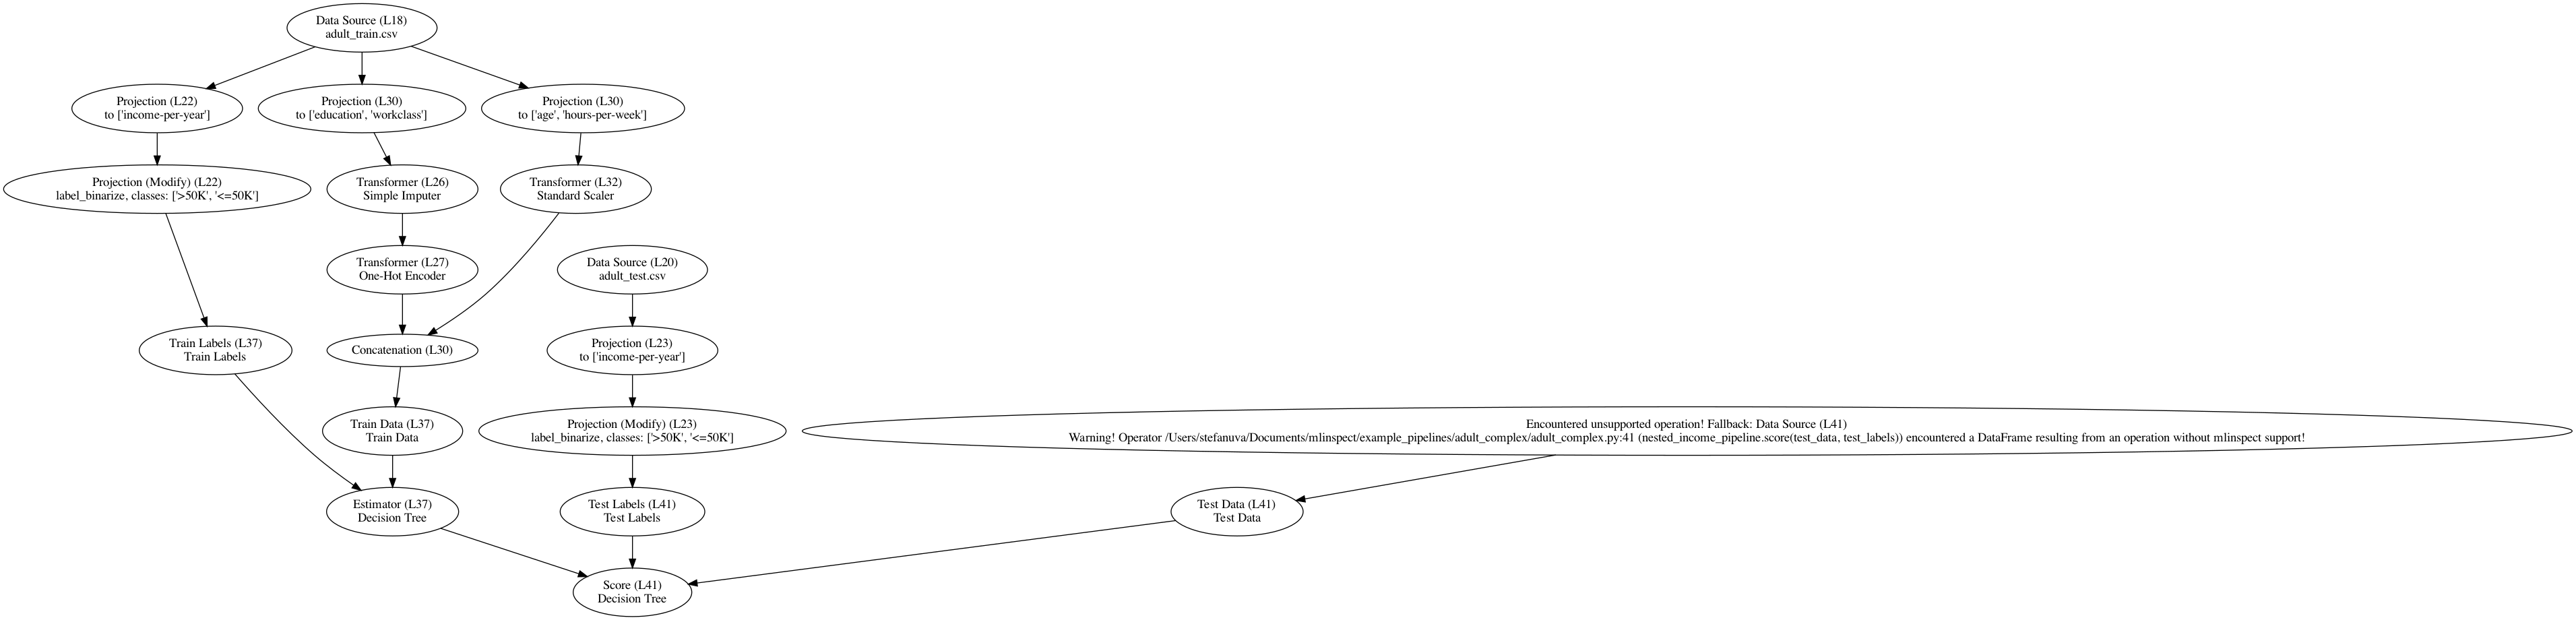 Data Source (L18)
adult_train.csv
Projection (L22)
to ['income-per-year']
Projection (L30)
to ['education', 'workclass']
Projection (L30)
to ['age', 'hours-per-week']
Projection (Modify) (L22)
label_binarize, classes: ['>50K', '<=50K']
Transformer (L26)
Simple Imputer
Transformer (L32)
Standard Scaler
Transformer (L27)
One-Hot Encoder
Data Source (L20)
adult_test.csv
Train Labels (L37)
Train Labels
Concatenation (L30)
Projection (L23)
to ['income-per-year']
Train Data (L37)
Train Data
Projection (Modify) (L23)
label_binarize, classes: ['>50K', '<=50K']
Encountered unsupported operation! Fallback: Data Source (L41)
Warning! Operator /Users/stefanuva/Documents/mlinspect/example_pipelines/adult_complex/adult_complex.py:41 (nested_income_pipeline.score(test_data, test_labels)) encountered a DataFrame resulting from an operation without mlinspect support!
Estimator (L37)
Decision Tree
Test Labels (L41)
Test Labels
Test Data (L41)
Test Data
Score (L41)
Decision Tree